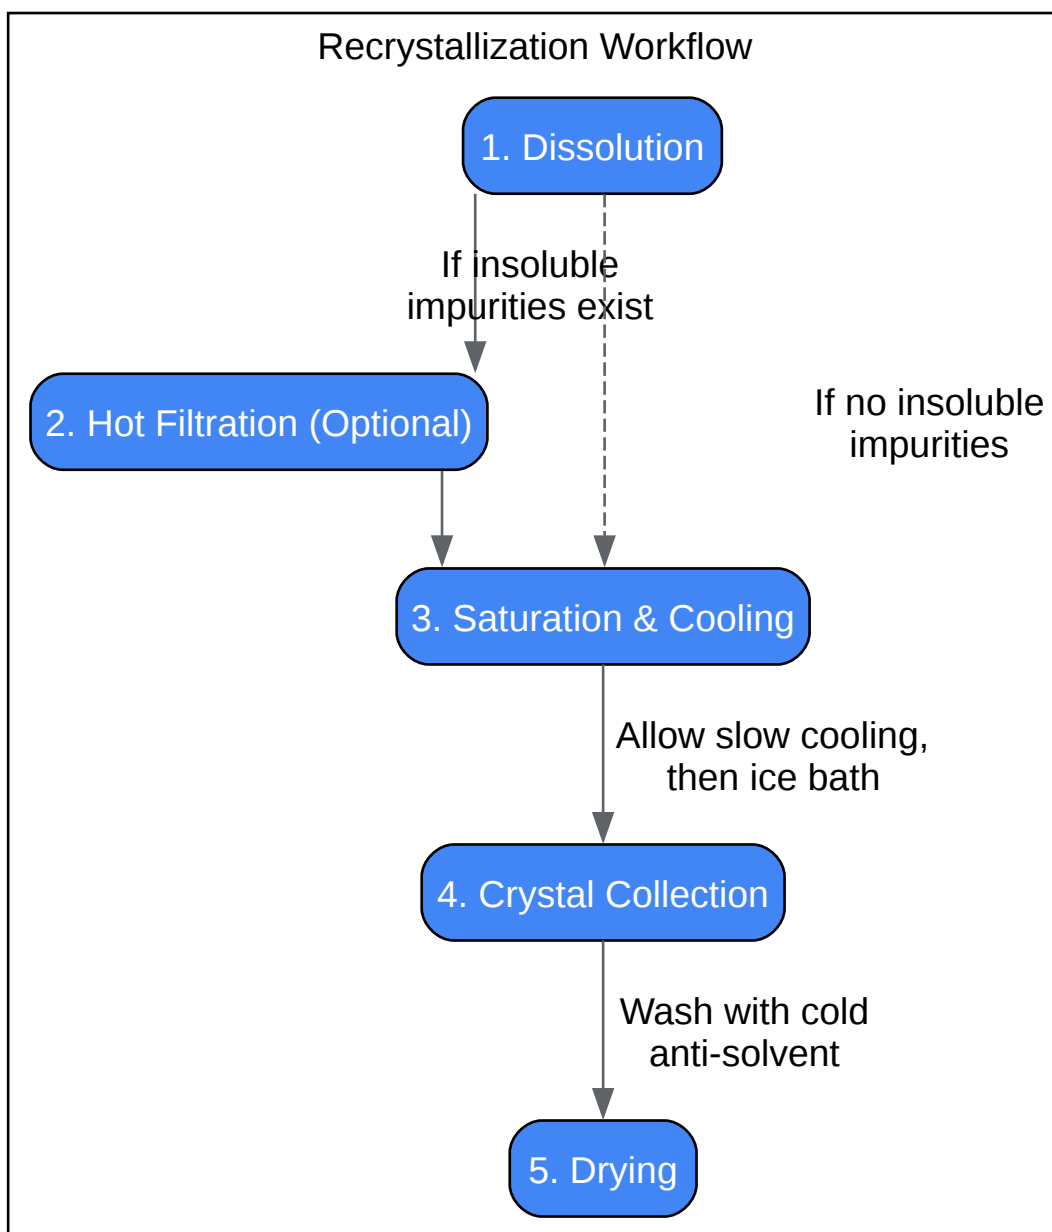 Recrystallization Workflow
1. Dissolution
If insoluble
impurities exist
2. Hot Filtration (Optional)
If no insoluble
impurities
3. Saturation & Cooling
Allow slow cooling,
then ice bath
4. Crystal Collection
Wash with cold
anti-solvent
5. Drying